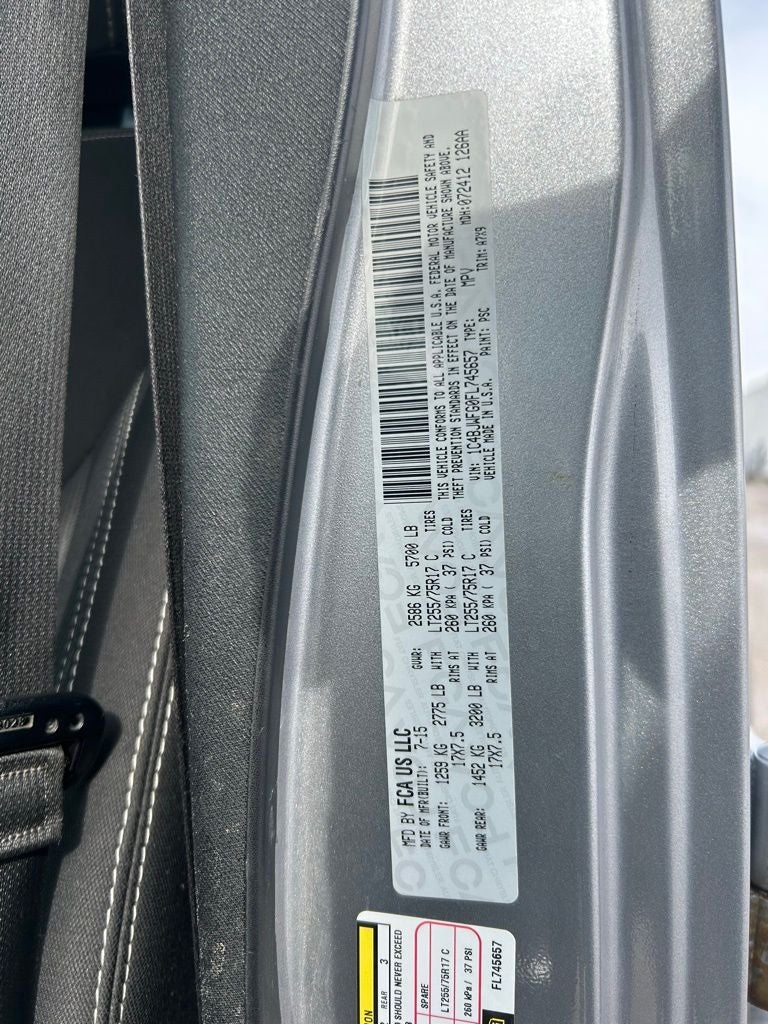 MFD BY FCA US LLC
DATE OF MFR(BUILT): 7-15 GVWR: 2586 KG 5700 LB
GAWR FRONT: 1259 KG 2775 LB WITH LT255/75R17 C TIRES
17X7.5 RIMS AT 260 KPA ( 37 PSI) COLD
GAWR REAR: 1452 KG 3200 LB WITH LT255/75R17 C TIRES
17X7.5 RIMS AT 260 KPA ( 37 PSI) COLD
THIS VEHICLE CONFORMS TO ALL APPLICABLE U.S.A. FEDERAL MOTOR VEHICLE SAFETY AND
THEFT PREVENTION STANDARDS IN EFFECT ON THE DATE OF MANUFACTURE SHOWN ABOVE.
VIN: 1C4BJWFG0FL745657 TYPE: MPV MDH:072412 126AA
VEHICLE MADE IN U.S.A. PAINT: PSC TRIM: A7X9
REAR 3
SHOULD NEVER EXCEED
SPARE
LT255/75R17 C
260 kPa / 37 PSI
FL745657